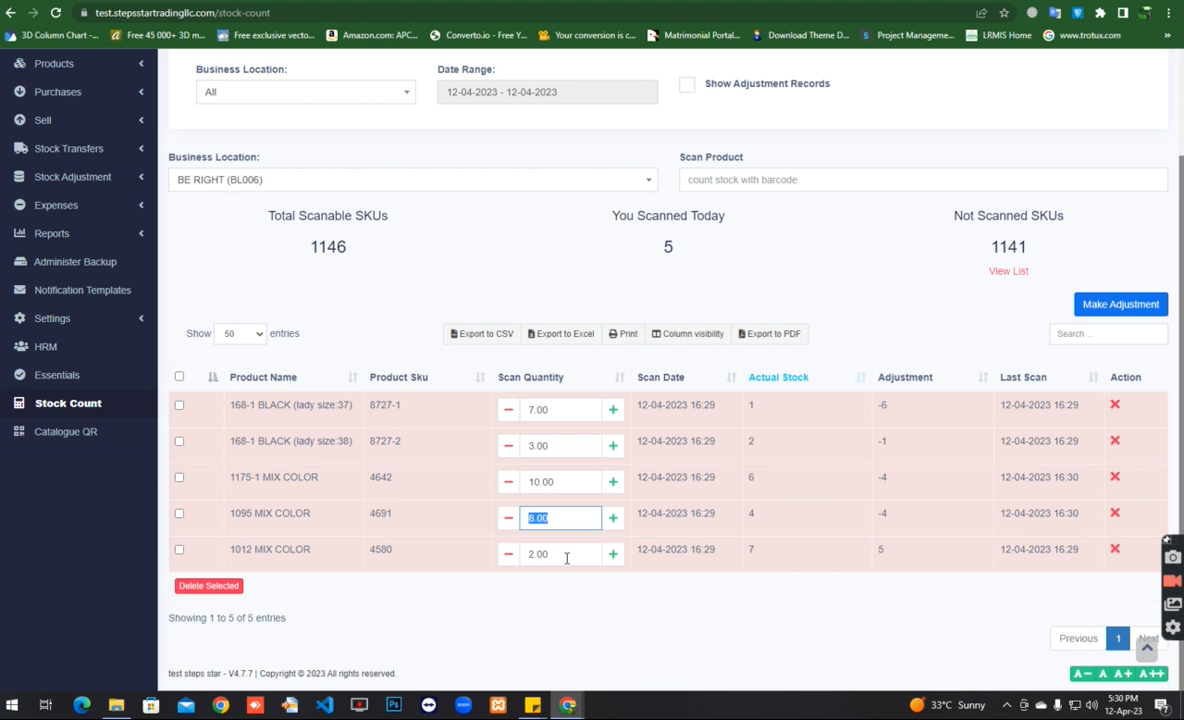 test.stepsstartradingllc.com/stock-count
3D Column Chart -...
Free 45 000+ 3D m...
Free exclusive vecto...
Amazon.com: APC...
Converto.io - Free Y...
Your conversion is c...
Matrimonial Portal...
Download Theme D...
Project Manageme...
LRMIS Home
www.trotux.com
»
Products
Purchases
Sell
Stock Transfers
Stock Adjustment
Expenses
Reports
Administer Backup
Notification Templates
Settings
HRM
Essentials
Stock Count
Catalogue QR
Business Location:
Date Range:
All
12-04-2023 - 12-04-2023
Show Adjustment Records
Business Location:
Scan Product
BE RIGHT (BL006)
count stock with barcode
Total Scanable SKUs
You Scanned Today
Not Scanned SKUs
1146
5
1141
View List
Make Adjustment
Show 50 entries
Export to CSV
Export to Excel
Print
Column visibility
Export to PDF
Search ...
Product Name Product Sku Scan Quantity Scan Date Actual Stock Adjustment Last Scan Action
168-1 BLACK (lady size:37) 8727-1 − 7.00 + 12-04-2023 16:29 1 -6 12-04-2023 16:29
168-1 BLACK (lady size:38) 8727-2 − 3.00 + 12-04-2023 16:29 2 -1 12-04-2023 16:29
1175-1 MIX COLOR 4642 − 10.00 + 12-04-2023 16:29 6 -4 12-04-2023 16:30
1095 MIX COLOR 4691 − 8.00 + 12-04-2023 16:29 4 -4 12-04-2023 16:30
1012 MIX COLOR 4580 − 2.00 + 12-04-2023 16:29 7 5 12-04-2023 16:29
Delete Selected
Showing 1 to 5 of 5 entries
Previous 1 Next
test steps star - V4.7.7 | Copyright © 2023 All rights reserved.
A− A A+ A++
33°C Sunny
5:30 PM
12-Apr-23
7